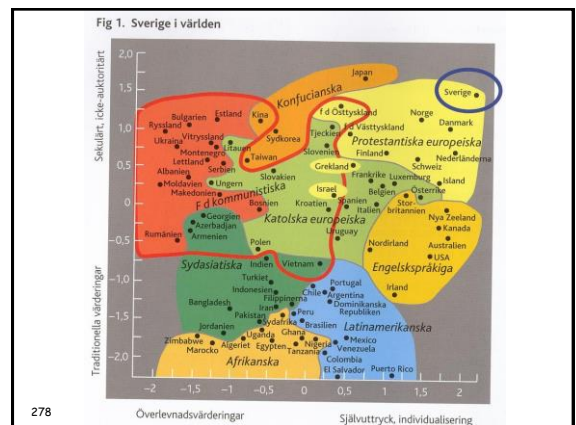 Fig 1. Sverige i världen
Sekulärt, icke-auktoritärt
Traditionella värderingar
2,0
1,5
1,0
0,5
0,0
−0,5
−1,0
−1,5
−2,0
Japan
Konfucianska
Sverige
Bulgarien
Estland
Kina
f d Östtyskland
Norge
Ryssland
Sydkorea
f d Västtyskland
Danmark
Ukraina
Vitryssland
Litauen
Tjeckien
Protestantiska europeiska
Montenegro
Slovenien
Finland
Nederländerna
Lettland
Serbien
Taiwan
Grekland
Schweiz
Albanien
Slovakien
Frankrike
Luxemburg
Island
Moldavien
Ungern
Israel
Belgien
Österrike
Makedonien
F d kommunistiska
Spanien
Stor-
britannien
Bosnien
Kroatien
Italien
Nya Zeeland
Georgien
Katolska europeiska
Kanada
Azerbadjan
Uruguay
Australien
Rumänien
Armenien
Polen
Nordirland
USA
Indien
Vietnam
Engelskspråkiga
Sydasiatiska
Turkiet
Portugal
Irland
Indonesien
Chile
Argentina
Filippinerna
Dominikanska
Republiken
Bangladesh
Iran
Peru
Pakistan
Sydafrika
Brasilien
Latinamerikanska
Jordanien
Uganda
Ghana
Mexico
Zimbabwe
Algeriet
Egypten
Nigeria
Venezuela
Marocko
Tanzania
Colombia
Afrikanska
El Salvador
Puerto Rico
−2
−1,5
−1
−0,5
0
0,5
1
1,5
2
Överlevnadsvärderingar
Självuttryck, individualisering
278